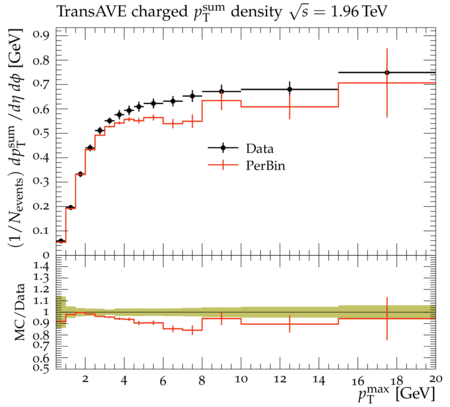 TransAVE charged p_T^sum density √s = 1.96 TeV
(1/N_events) dp_T^sum/dη dϕ [GeV]
0.9
0.8
0.7
0.6
0.5
0.4
0.3
0.2
0.1
0
Data
PerBin
MC/Data
1.4
1.3
1.2
1.1
1
0.9
0.8
0.7
0.6
0.5
2 4 6 8 10 12 14 16 18 20
p_T^max [GeV]